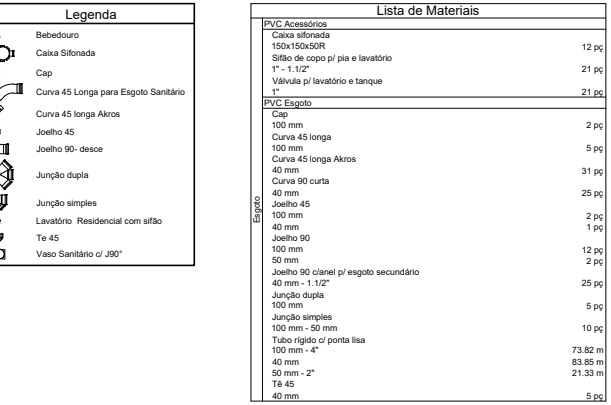 Legenda
Bebedouro
Caixa Sifonada
Cap
Curva 45 Longa para Esgoto Sanitário
Curva 45 longa Akros
Joelho 45
Joelho 90- desce
Junção dupla
Junção simples
Lavatório Residencial com sifão
Te 45
Vaso Sanitário c/ J90°
Lista de Materiais
Esgoto
PVC Acessórios
Caixa sifonada
150x150x50R 12 pç
Sifão de copo p/ pia e lavatório
1" - 1.1/2" 21 pç
Válvula p/ lavatório e tanque
1" 21 pç
PVC Esgoto
Cap
100 mm 2 pç
Curva 45 longa
100 mm 5 pç
Curva 45 longa Akros
40 mm 31 pç
Curva 90 curta
40 mm 25 pç
Joelho 45
100 mm 2 pç
40 mm 1 pç
Joelho 90
100 mm 12 pç
50 mm 2 pç
Joelho 90 c/anel p/ esgoto secundário
40 mm - 1.1/2" 25 pç
Junção dupla
100 mm 5 pç
Junção simples
100 mm - 50 mm 10 pç
Tubo rígido c/ ponta lisa
100 mm - 4" 73.82 m
40 mm 83.85 m
50 mm - 2" 21.33 m
Tê 45
40 mm 5 pç